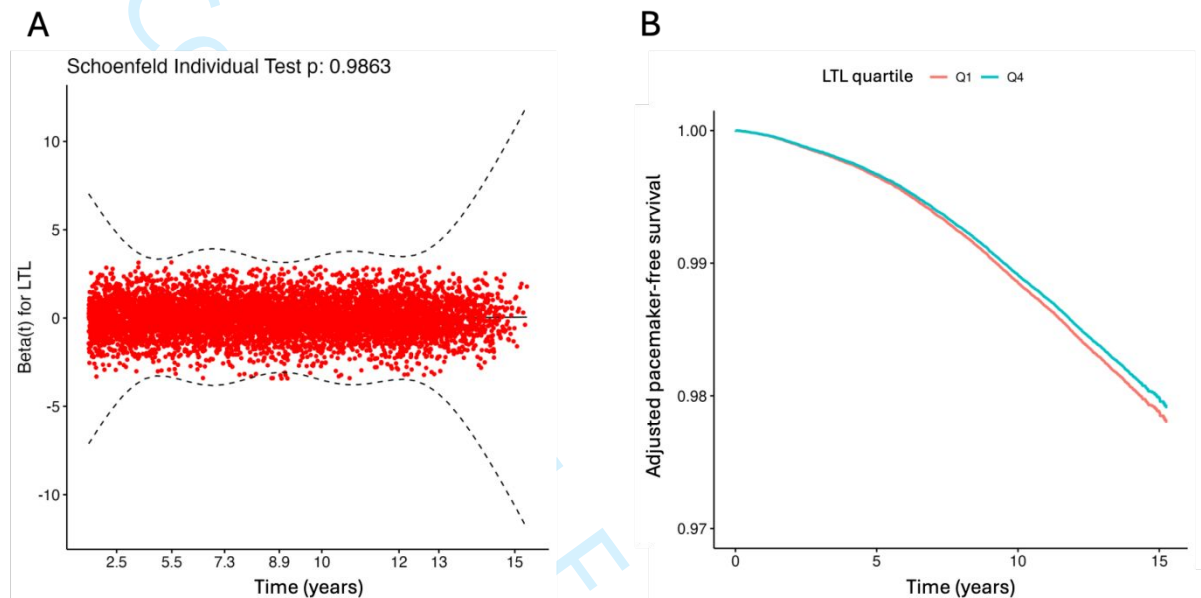 A
Schoenfeld Individual Test p: 0.9863
Beta(t) for LTL
10
5
0
-5
-10
2.5 5.5 7.3 8.9 10 12 13 15
Time (years)
B
LTL quartile Q1 Q4
Adjusted pacemaker-free survival
1.00
0.99
0.98
0.97
0 5 10 15
Time (years)